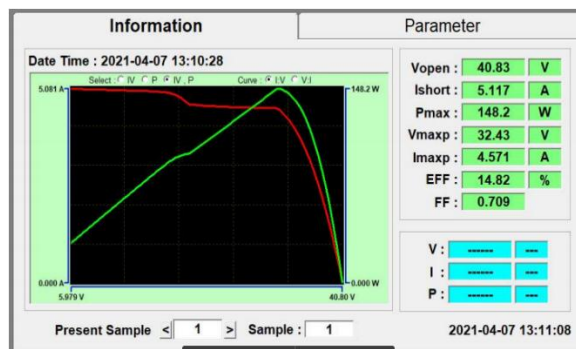 Information
Parameter
Date Time : 2021-04-07 13:10:28
Select : IV P IV , P Curve : I:V V:I
5.081 A
148.2 W
0.000 A
0.000 W
5.979 V
40.80 V
Vopen : 40.83 V
Ishort : 5.117 A
Pmax : 148.2 W
Vmaxp : 32.43 V
Imaxp : 4.571 A
EFF : 14.82 %
FF : 0.709
V : ------ ---
I : ------ ---
P : ------ ---
Present Sample < 1 > Sample : 1
2021-04-07 13:11:08